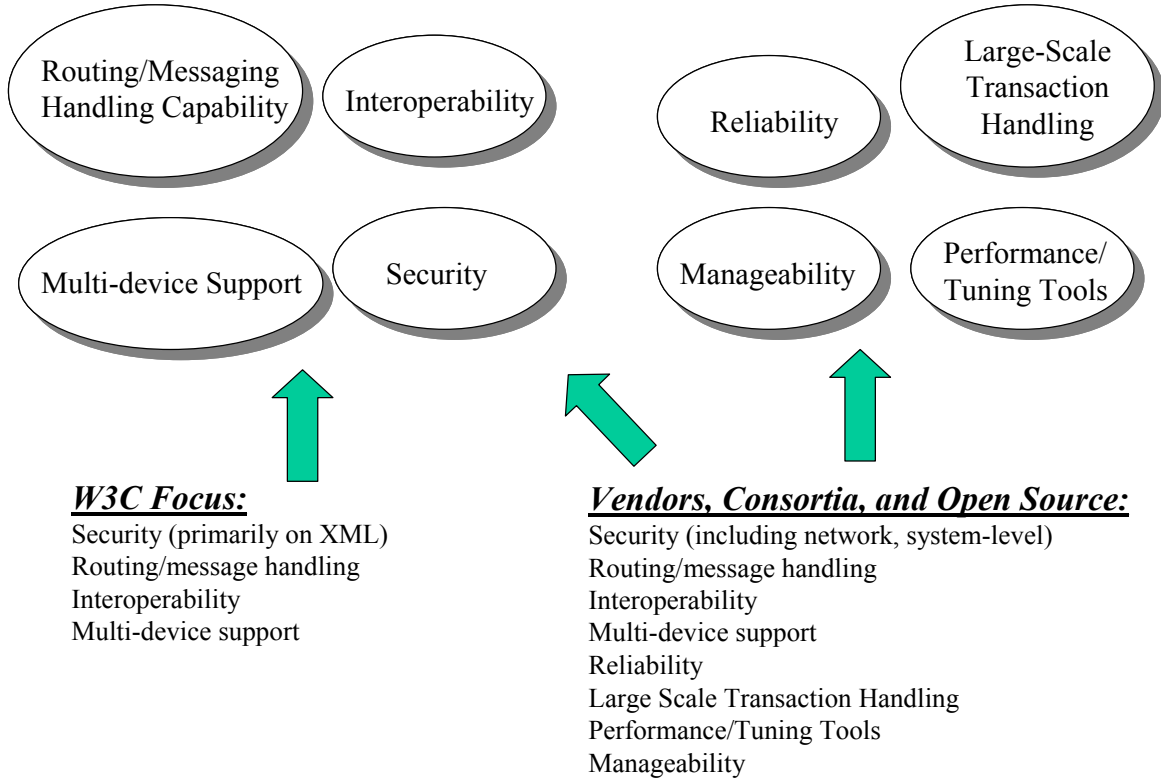 Routing/Messaging
Handling Capability
Interoperability
Reliability
Large-Scale
Transaction
Handling
Multi-device Support
Security
Manageability
Performance/
Tuning Tools
W3C Focus:
Security (primarily on XML)
Routing/message handling
Interoperability
Multi-device support
Vendors, Consortia, and Open Source:
Security (including network, system-level)
Routing/message handling
Interoperability
Multi-device support
Reliability
Large Scale Transaction Handling
Performance/Tuning Tools
Manageability